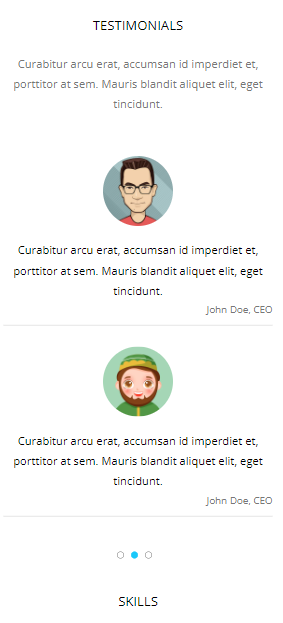 TESTIMONIALS
Curabitur arcu erat, accumsan id imperdiet et,
porttitor at sem. Mauris blandit aliquet elit, eget
tincidunt.
Curabitur arcu erat, accumsan id imperdiet et,
porttitor at sem. Mauris blandit aliquet elit, eget
tincidunt.
John Doe, CEO
Curabitur arcu erat, accumsan id imperdiet et,
porttitor at sem. Mauris blandit aliquet elit, eget
tincidunt.
John Doe, CEO
SKILLS